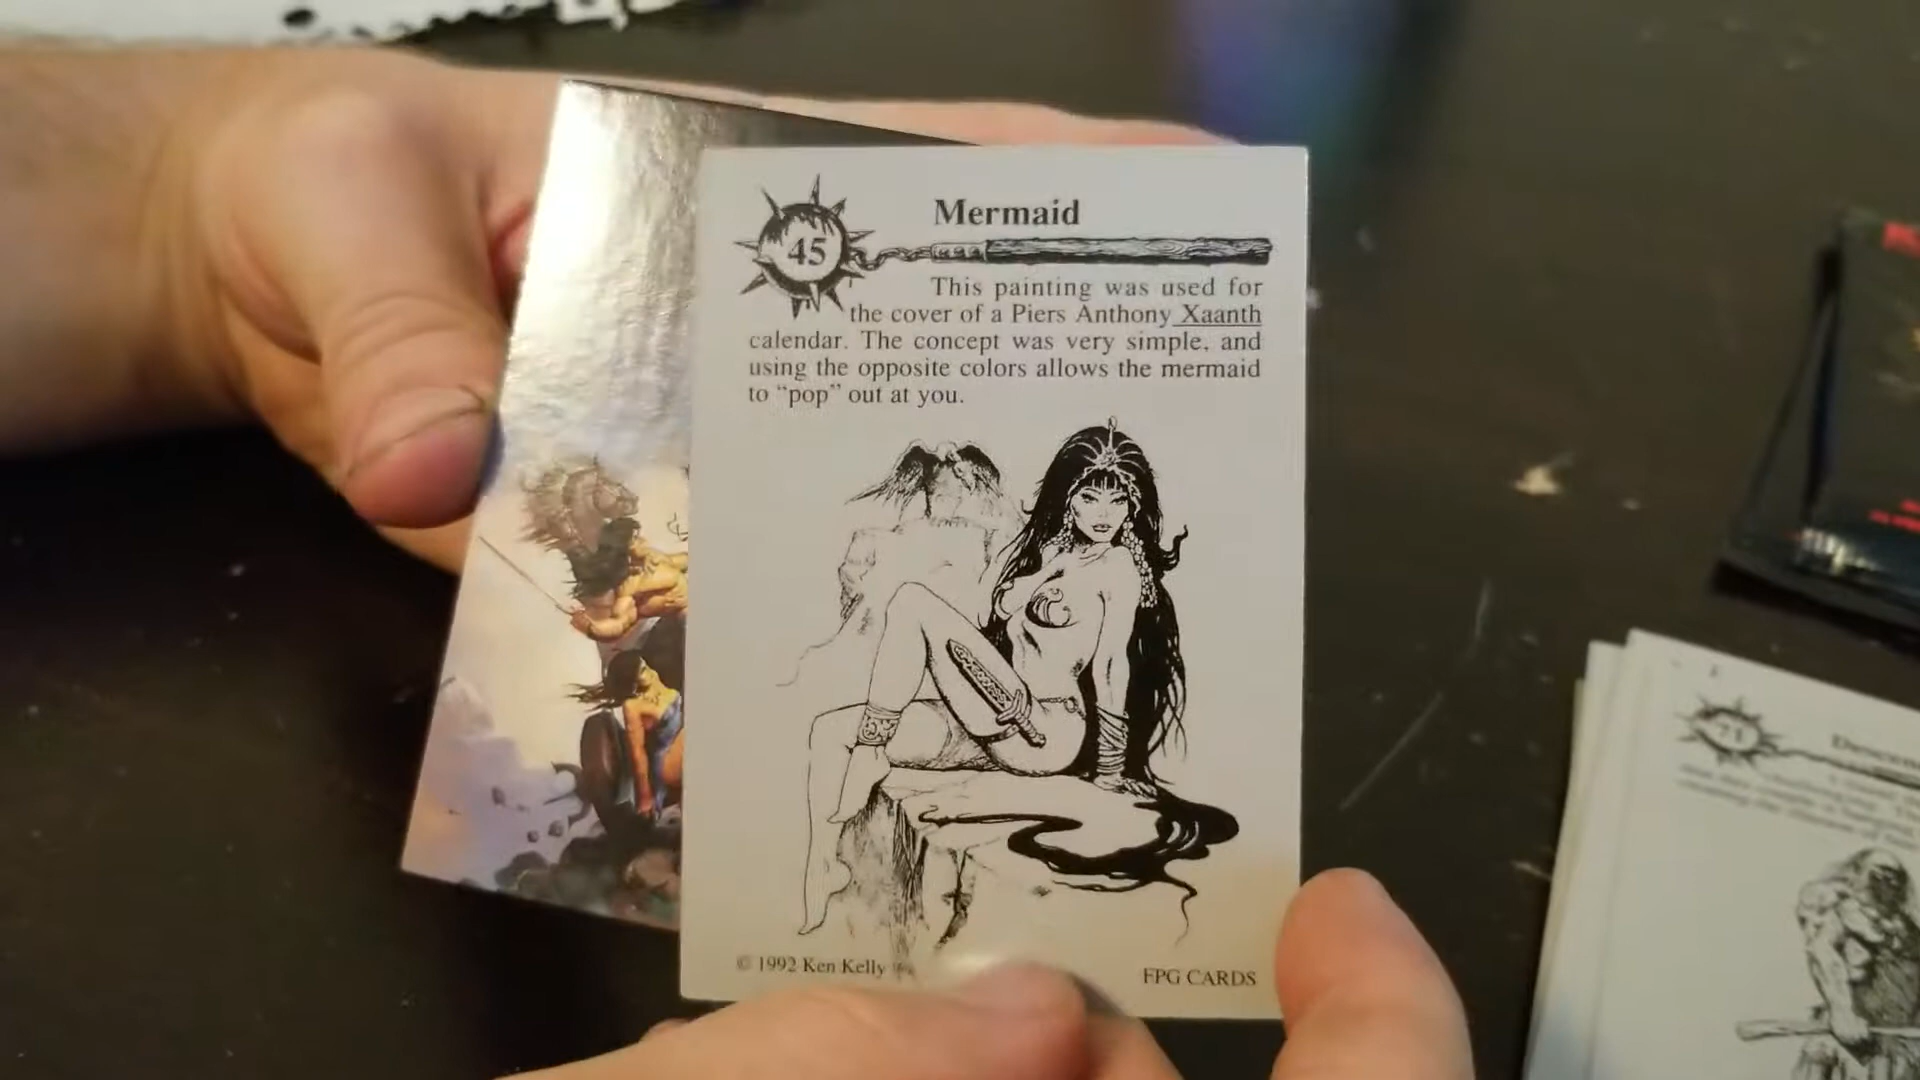 Mermaid
45
This painting was used for
the cover of a Piers Anthony Xaanth
calendar. The concept was very simple, and
using the opposite colors allows the mermaid
to “pop” out at you.
© 1992 Ken Kelly
FPG CARDS
71